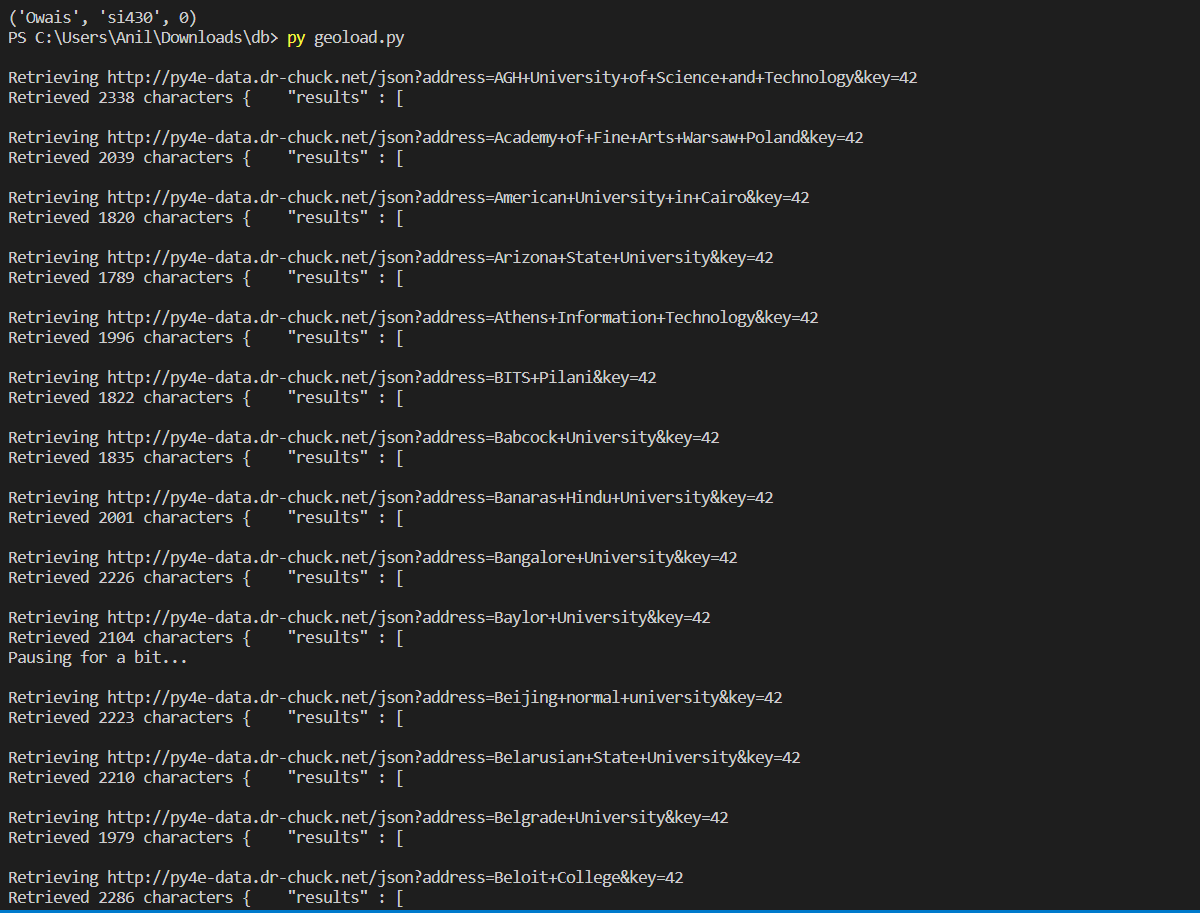 ('Owais', 'si430', 0)
PS C:\Users\Anil\Downloads\db> py geoload.py
Retrieving http://py4e-data.dr-chuck.net/json?address=AGH+University+of+Science+and+Technology&key=42
Retrieved 2338 characters {    "results" : [
Retrieving http://py4e-data.dr-chuck.net/json?address=Academy+of+Fine+Arts+Warsaw+Poland&key=42
Retrieved 2039 characters {    "results" : [
Retrieving http://py4e-data.dr-chuck.net/json?address=American+University+in+Cairo&key=42
Retrieved 1820 characters {    "results" : [
Retrieving http://py4e-data.dr-chuck.net/json?address=Arizona+State+University&key=42
Retrieved 1789 characters {    "results" : [
Retrieving http://py4e-data.dr-chuck.net/json?address=Athens+Information+Technology&key=42
Retrieved 1996 characters {    "results" : [
Retrieving http://py4e-data.dr-chuck.net/json?address=BITS+Pilani&key=42
Retrieved 1822 characters {    "results" : [
Retrieving http://py4e-data.dr-chuck.net/json?address=Babcock+University&key=42
Retrieved 1835 characters {    "results" : [
Retrieving http://py4e-data.dr-chuck.net/json?address=Banaras+Hindu+University&key=42
Retrieved 2001 characters {    "results" : [
Retrieving http://py4e-data.dr-chuck.net/json?address=Bangalore+University&key=42
Retrieved 2226 characters {    "results" : [
Retrieving http://py4e-data.dr-chuck.net/json?address=Baylor+University&key=42
Retrieved 2104 characters {    "results" : [
Pausing for a bit...
Retrieving http://py4e-data.dr-chuck.net/json?address=Beijing+normal+university&key=42
Retrieved 2223 characters {    "results" : [
Retrieving http://py4e-data.dr-chuck.net/json?address=Belarusian+State+University&key=42
Retrieved 2210 characters {    "results" : [
Retrieving http://py4e-data.dr-chuck.net/json?address=Belgrade+University&key=42
Retrieved 1979 characters {    "results" : [
Retrieving http://py4e-data.dr-chuck.net/json?address=Beloit+College&key=42
Retrieved 2286 characters {    "results" : [